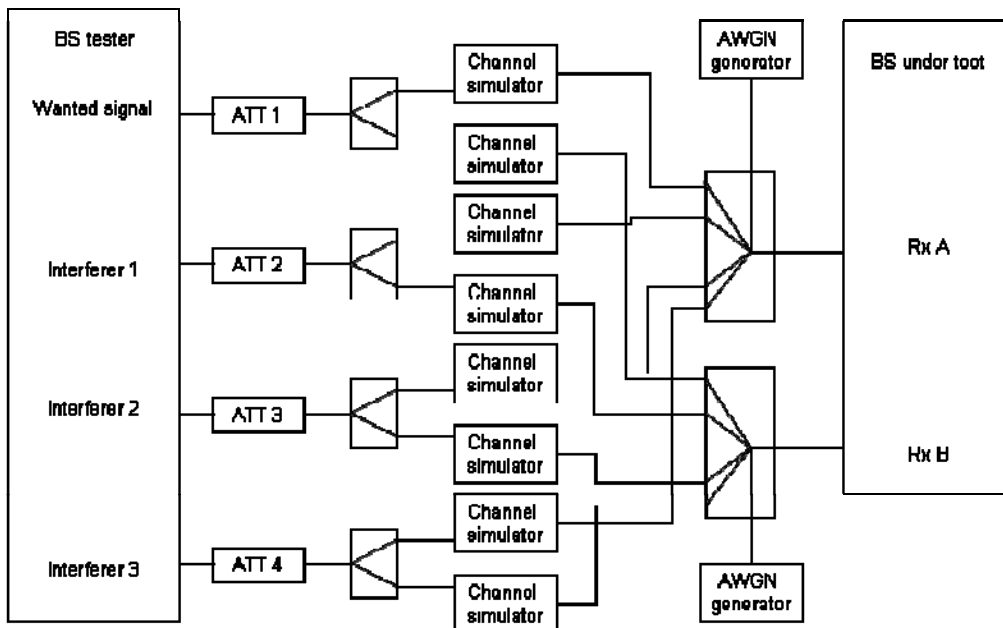 BS tester
Wanted signal
Interferer 1
Interferer 2
Interferer 3
ATT 1
ATT 2
ATT 3
ATT 4
Channel
simulator
Channel
simulator
Channel
simulator
Channel
simulator
Channel
simulator
Channel
simulator
Channel
simulator
Channel
simulator
AWGN
generator
AWGN
generator
BS undor toot
Rx A
Rx B